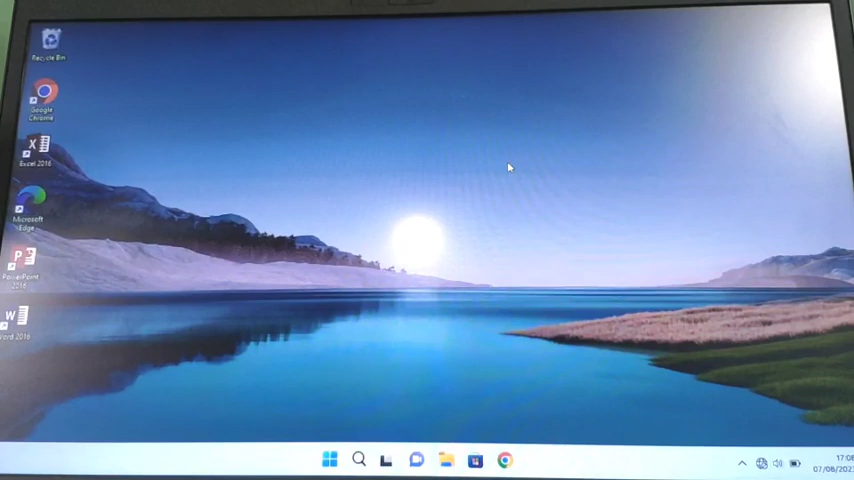 Recycle Bin
Google
Chrome
Excel 2016
Microsoft
Edge
PowerPoint
2016
Word 2016
17:08
07/08/202